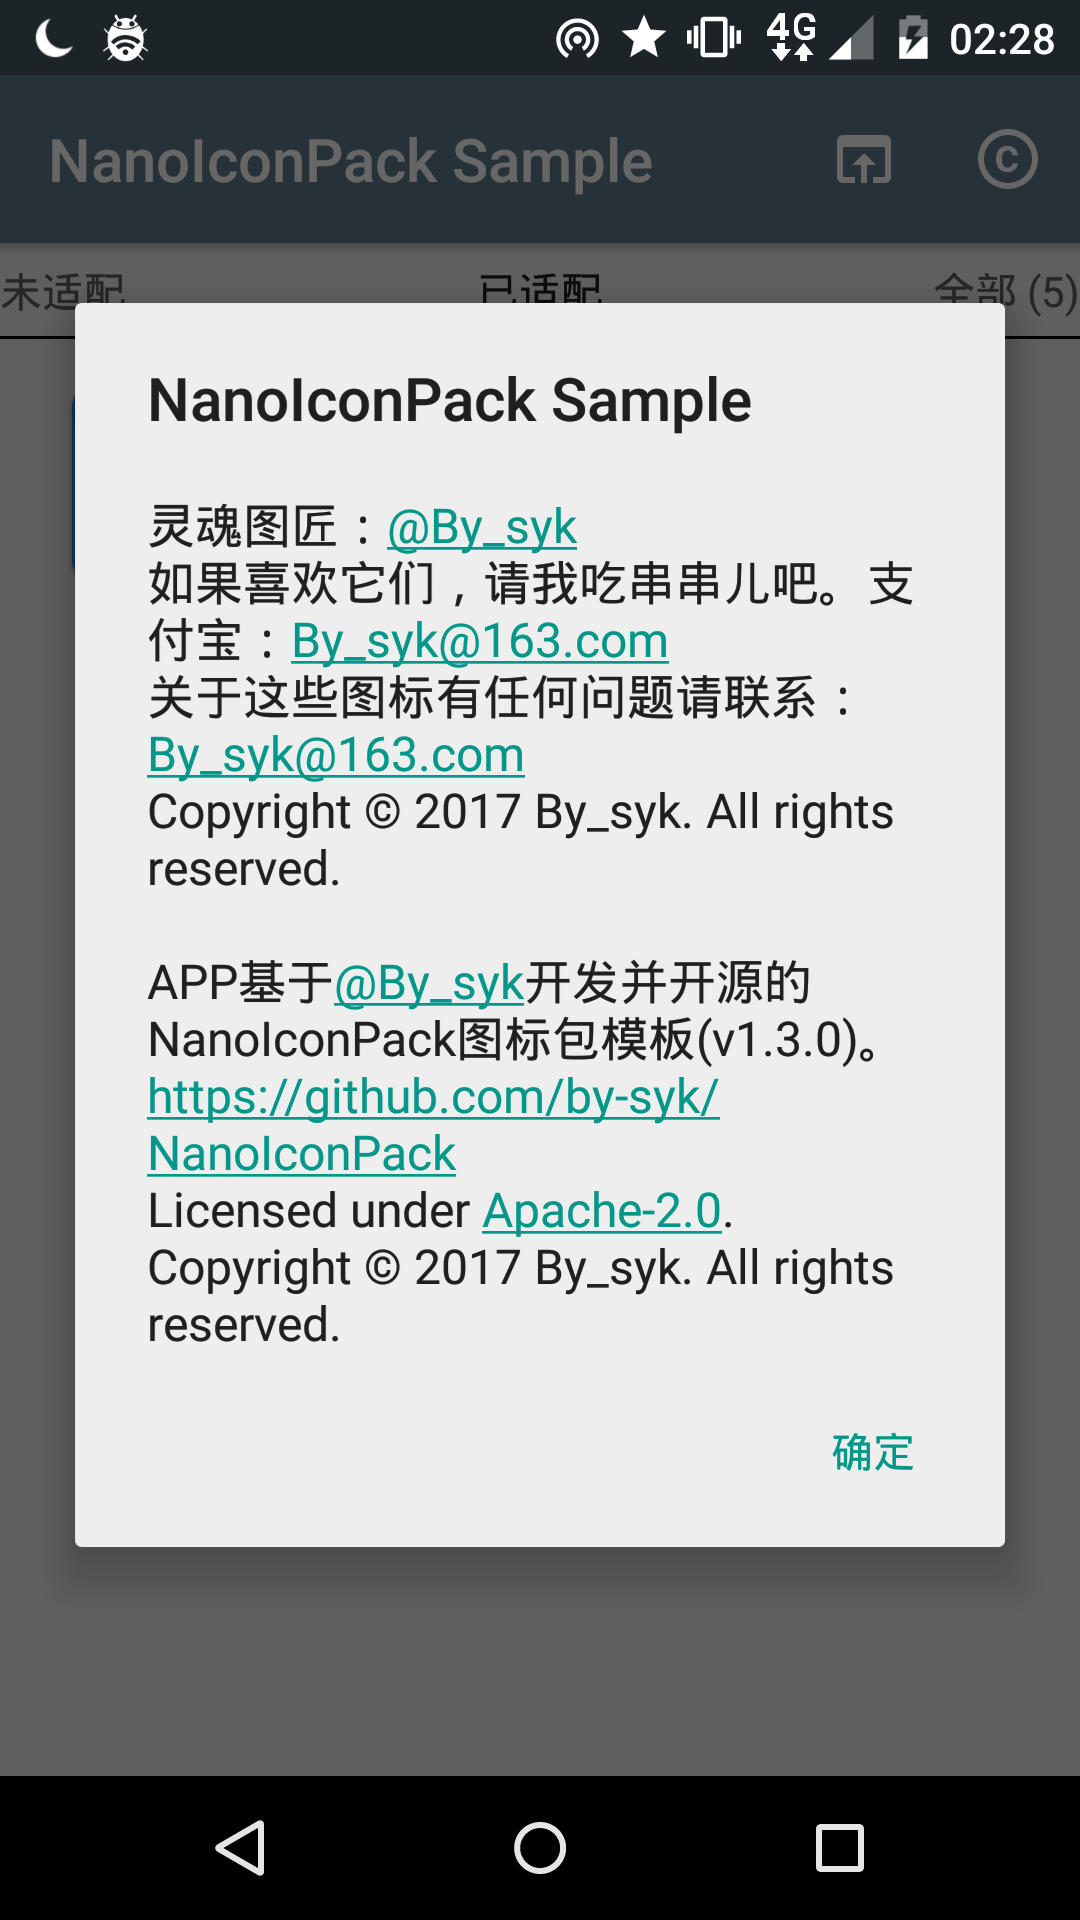 4G 02:28
NanoIconPack Sample
未适配 已适配 全部 (5)
NanoIconPack Sample
灵魂图匠：@By_syk
如果喜欢它们，请我吃串串儿吧。支
付宝：By_syk@163.com
关于这些图标有任何问题请联系：
By_syk@163.com
Copyright © 2017 By_syk. All rights
reserved.
APP基于@By_syk开发并开源的
NanoIconPack图标包模板(v1.3.0)。
https://github.com/by-syk/
NanoIconPack
Licensed under Apache-2.0.
Copyright © 2017 By_syk. All rights
reserved.
确定